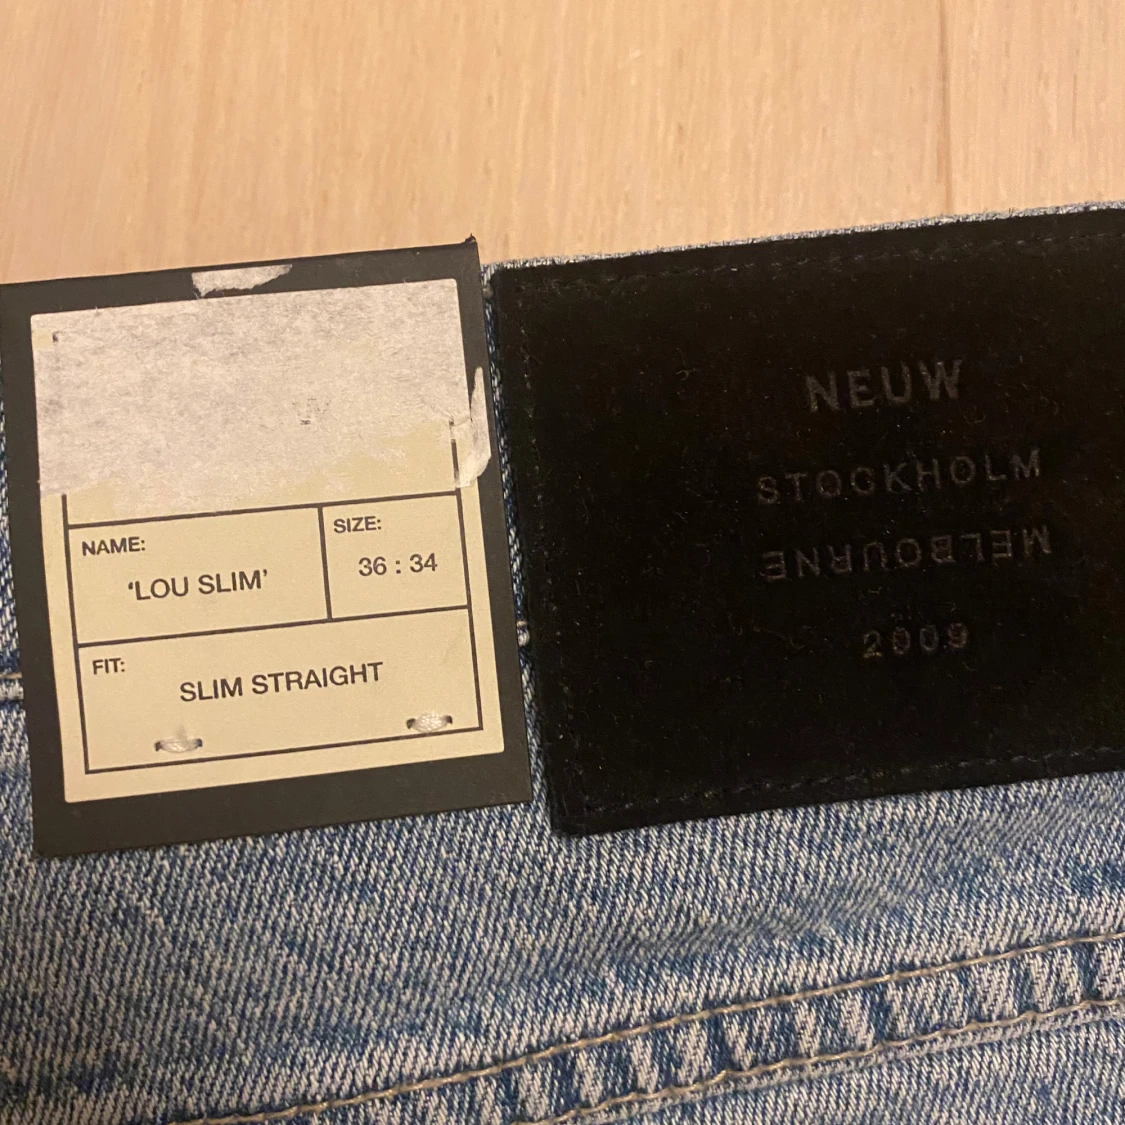 NAME:
'LOU SLIM'
SIZE:
36 : 34
FIT:
SLIM STRAIGHT
NEUW
STOCKHOLM
MELBOURNE
2009